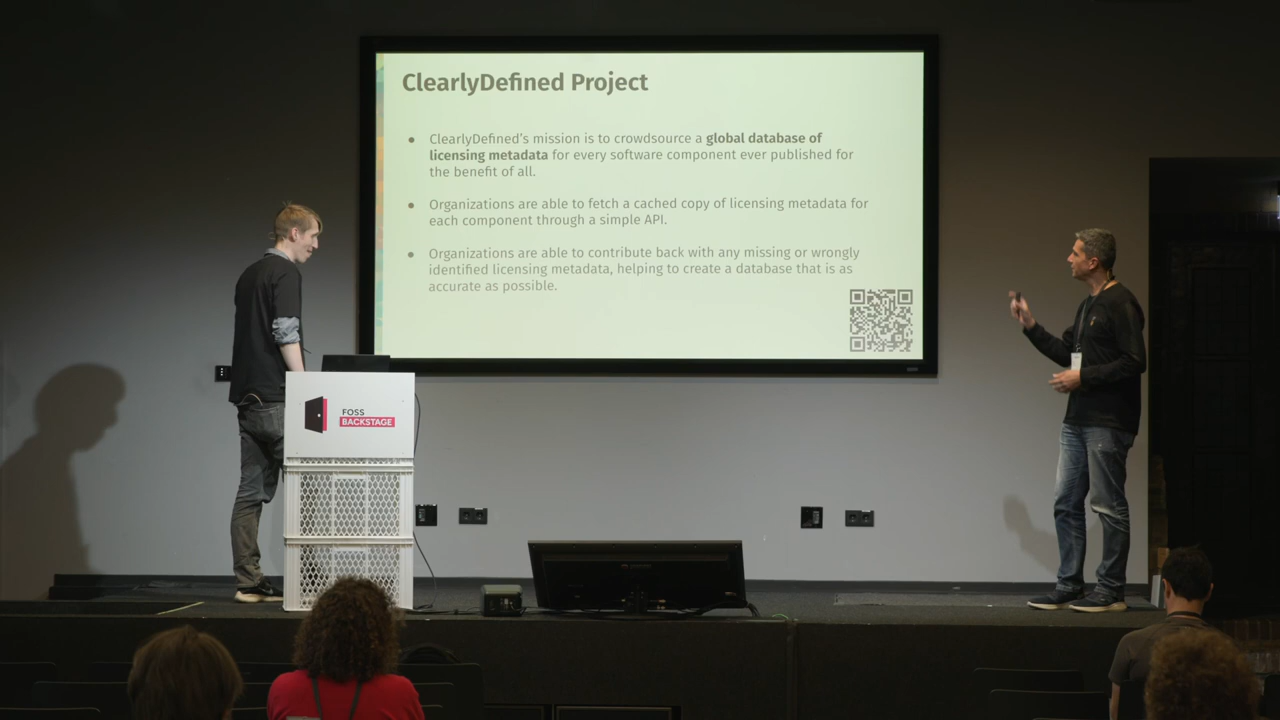 ClearlyDefined Project
● ClearlyDefined's mission is to crowdsource a global database of
licensing metadata for every software component ever published for
the benefit of all.
● Organizations are able to fetch a cached copy of licensing metadata for
each component through a simple API.
● Organizations are able to contribute back with any missing or wrongly
identified licensing metadata, helping to create a database that is as
accurate as possible.
FOSS
BACKSTAGE